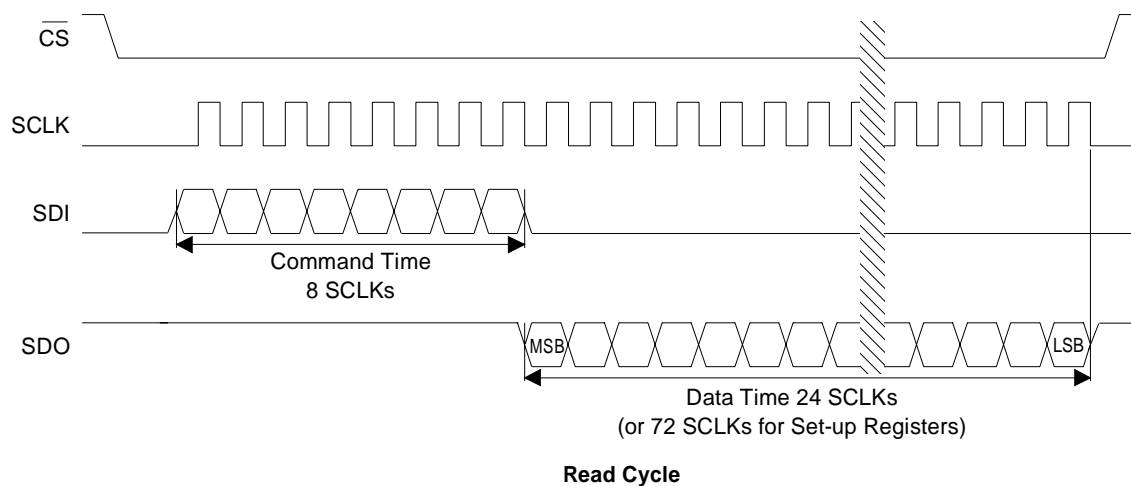 CS
SCLK
SDI
Command Time
8 SCLKs
SDO
MSB
LSB
Data Time 24 SCLKs
(or 72 SCLKs for Set-up Registers)
Read Cycle